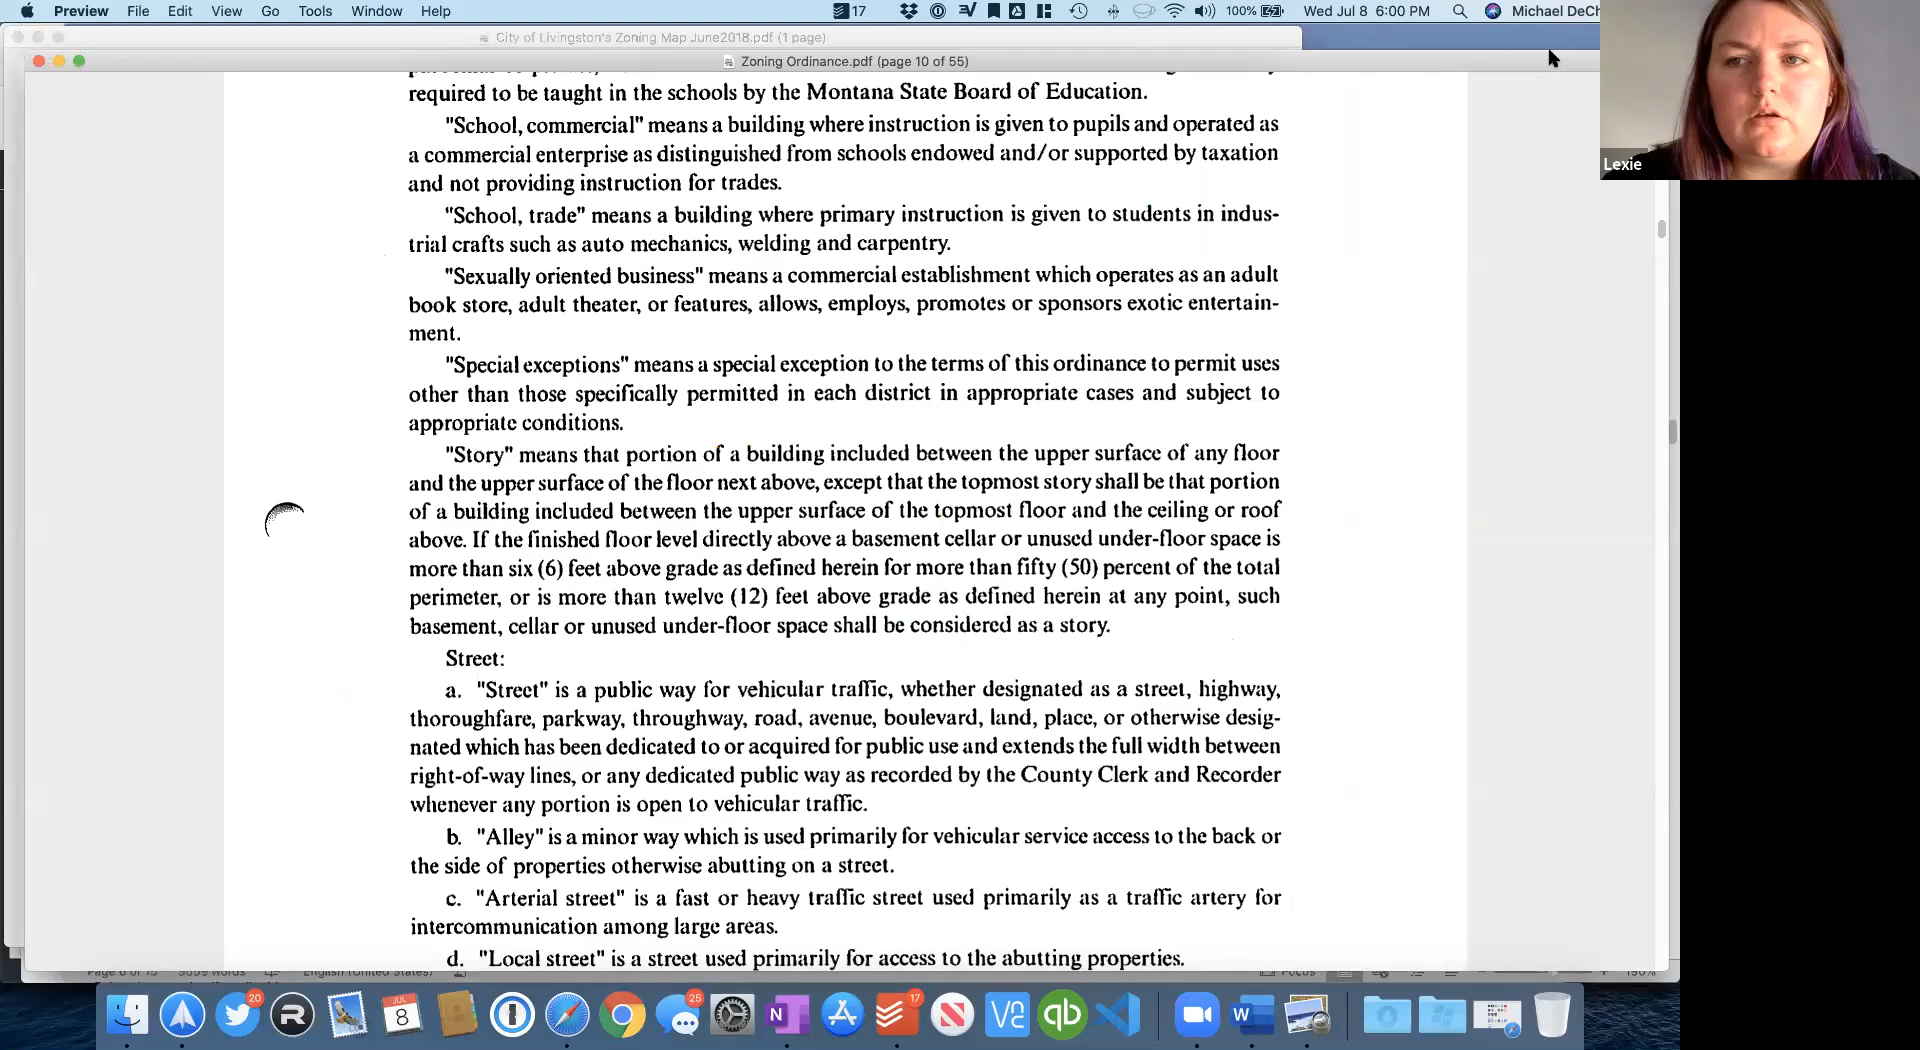 Preview File Edit View Go Tools Window Help 17 100% Wed Jul 8 6:00 PM Michael DeCh
City of Livingston's Zoning Map June2018.pdf (1 page)
Zoning Ordinance.pdf (page 10 of 55)
required to be taught in the schools by the Montana State Board of Education.
"School, commercial" means a building where instruction is given to pupils and operated as
a commercial enterprise as distinguished from schools endowed and/or supported by taxation
and not providing instruction for trades.
"School, trade" means a building where primary instruction is given to students in indus-
trial crafts such as auto mechanics, welding and carpentry.
"Sexually oriented business" means a commercial establishment which operates as an adult
book store, adult theater, or features, allows, employs, promotes or sponsors exotic entertain-
ment.
"Special exceptions" means a special exception to the terms of this ordinance to permit uses
other than those specifically permitted in each district in appropriate cases and subject to
appropriate conditions.
"Story" means that portion of a building included between the upper surface of any floor
and the upper surface of the floor next above, except that the topmost story shall be that portion
of a building included between the upper surface of the topmost floor and the ceiling or roof
above. If the finished floor level directly above a basement cellar or unused under-floor space is
more than six (6) feet above grade as defined herein for more than fifty (50) percent of the total
perimeter, or is more than twelve (12) feet above grade as defined herein at any point, such
basement, cellar or unused under-floor space shall be considered as a story.
Street:
a. "Street" is a public way for vehicular traffic, whether designated as a street, highway,
thoroughfare, parkway, throughway, road, avenue, boulevard, land, place, or otherwise desig-
nated which has been dedicated to or acquired for public use and extends the full width between
right-of-way lines, or any dedicated public way as recorded by the County Clerk and Recorder
whenever any portion is open to vehicular traffic.
b. "Alley" is a minor way which is used primarily for vehicular service access to the back or
the side of properties otherwise abutting on a street.
c. "Arterial street" is a fast or heavy traffic street used primarily as a traffic artery for
intercommunication among large areas.
d. "Local street" is a street used primarily for access to the abutting properties.
Lexie
Page 6 of 15 words English (United States) Focus 190%
20 R JUL 8 25 N 17 qb W